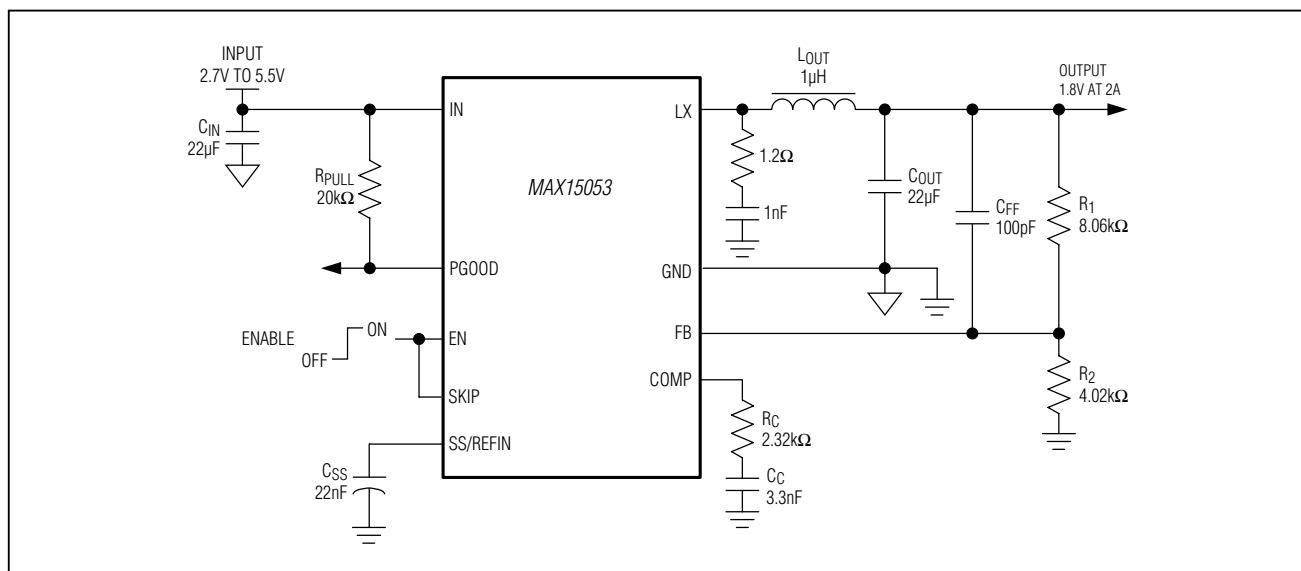 INPUT
2.7V TO 5.5V
CIN
22µF
RPULL
20kΩ
IN
PGOOD
ENABLE
OFF
ON
EN
SKIP
SS/REFIN
CSS
22nF
MAX15053
LX
GND
FB
COMP
LOUT
1µH
1.2Ω
1nF
COUT
22µF
CFF
100pF
OUTPUT
1.8V AT 2A
R1
8.06kΩ
R2
4.02kΩ
RC
2.32kΩ
CC
3.3nF